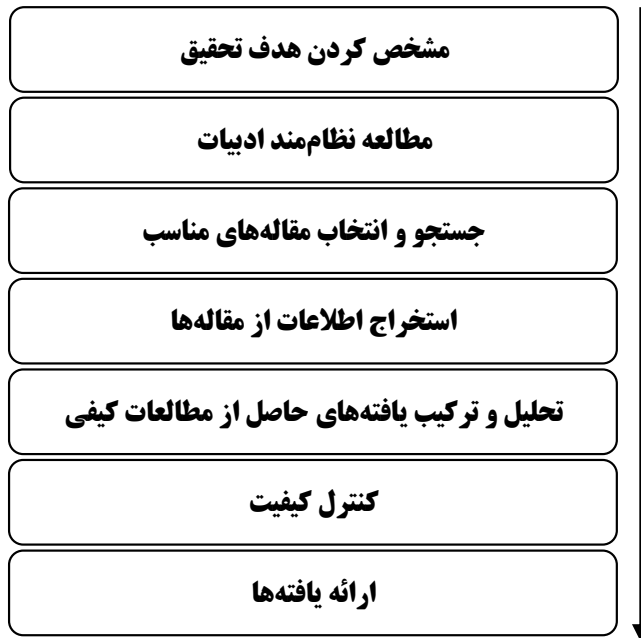 مشخص کردن هدف تحقیق
مطالعه نظام‌مند ادبیات
جستجو و انتخاب مقاله‌های مناسب
استخراج اطلاعات از مقاله‌ها
تحلیل و ترکیب یافته‌های حاصل از مطالعات کیفی
کنترل کیفیت
ارائه یافته‌ها